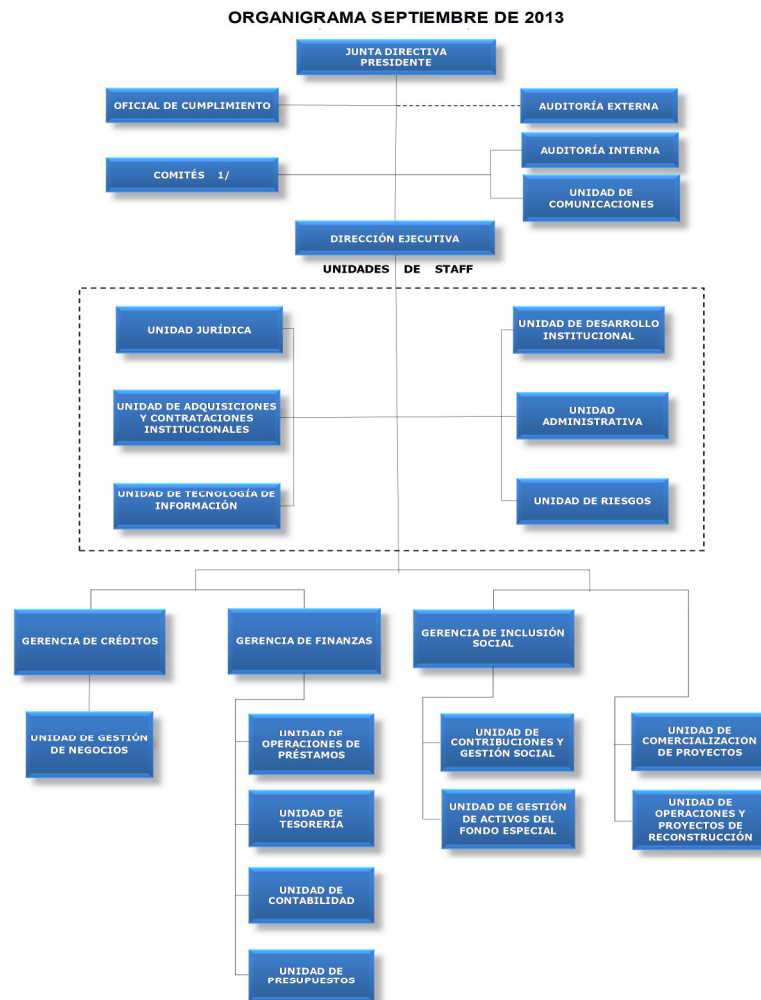 ORGANIGRAMA SEPTIEMBRE DE 2013
JUNTA DIRECTIVA
PRESIDENTE
OFICIAL DE CUMPLIMIENTO
AUDITORÍA EXTERNA
AUDITORÍA INTERNA
COMITÉS 1/
UNIDAD DE
COMUNICACIONES
DIRECCIÓN EJECUTIVA
UNIDADES DE STAFF
UNIDAD JURÍDICA
UNIDAD DE DESARROLLO
INSTITUCIONAL
UNIDAD DE ADQUISICIONES
Y CONTRATACIONES
INSTITUCIONALES
UNIDAD
ADMINISTRATIVA
UNIDAD DE TECNOLOGÍA DE
INFORMACIÓN
UNIDAD DE RIESGOS
GERENCIA DE CRÉDITOS
GERENCIA DE FINANZAS
GERENCIA DE INCLUSIÓN
SOCIAL
UNIDAD DE GESTIÓN
DE NEGOCIOS
UNIDAD DE
OPERACIONES DE
PRÉSTAMOS
UNIDAD DE
CONTRIBUCIONES Y
GESTIÓN SOCIAL
UNIDAD DE
COMERCIALIZACIÓN
DE PROYECTOS
UNIDAD DE
TESORERÍA
UNIDAD DE GESTIÓN
DE ACTIVOS DEL
FONDO ESPECIAL
UNIDAD DE
OPERACIONES Y
PROYECTOS DE
RECONSTRUCCIÓN
UNIDAD DE
CONTABILIDAD
UNIDAD DE
PRESUPUESTOS